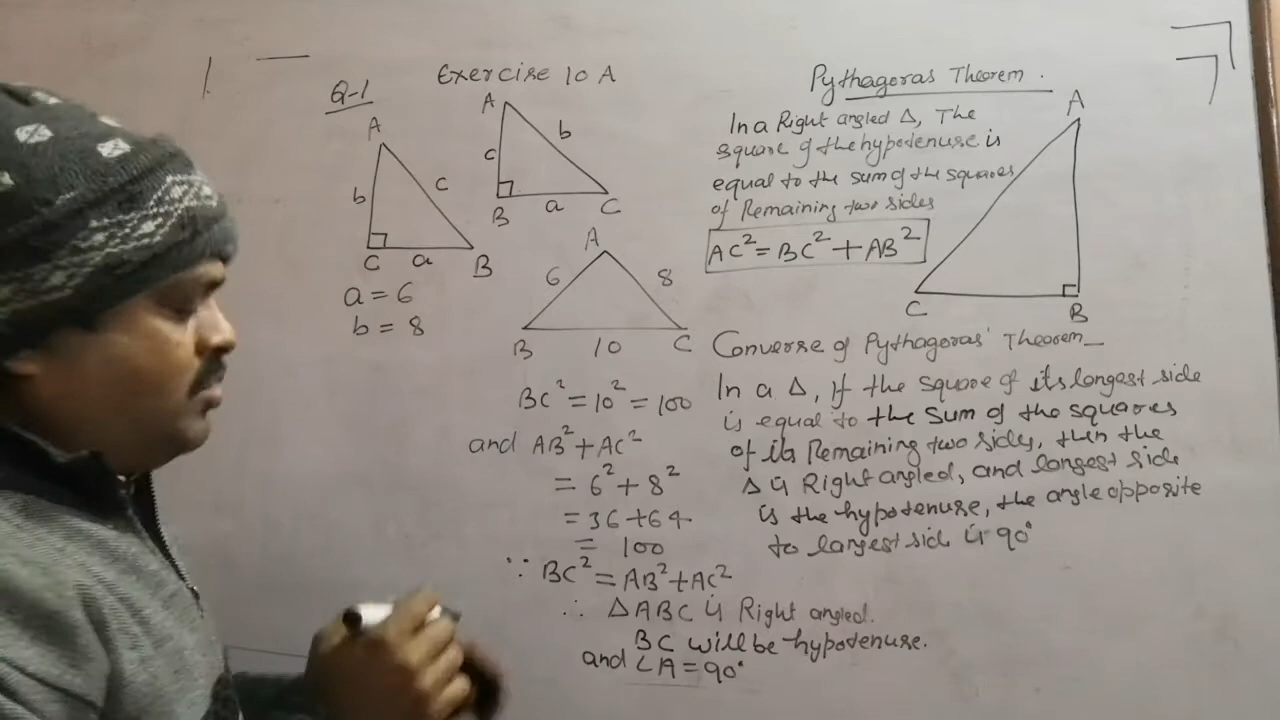 Exercise 10 A
Q-1
A
b
c
C
a
B
a = 6
b = 8
A
c
b
B
a
C
A
6
8
B
10
C
BC² = 10² = 100
and AB² + AC²
= 6² + 8²
= 36 + 64
= 100
∵ BC² = AB² + AC²
∴ △ABC is Right angled.
BC will be hypotenuse.
and ∠A = 90°
Pythagoras Theorem.
In a Right angled △, The
square of the hypotenuse is
equal to the sum of the squares
of Remaining two sides
AC² = BC² + AB²
A
C
B
Converse of Pythagoras' Theorem_
In a △, If the square of its longest side
is equal to the sum of the squares
of its Remaining two sides, then the
△ is Right angled, and longest side
is the hypotenuse, the angle opposite
to largest side is 90°